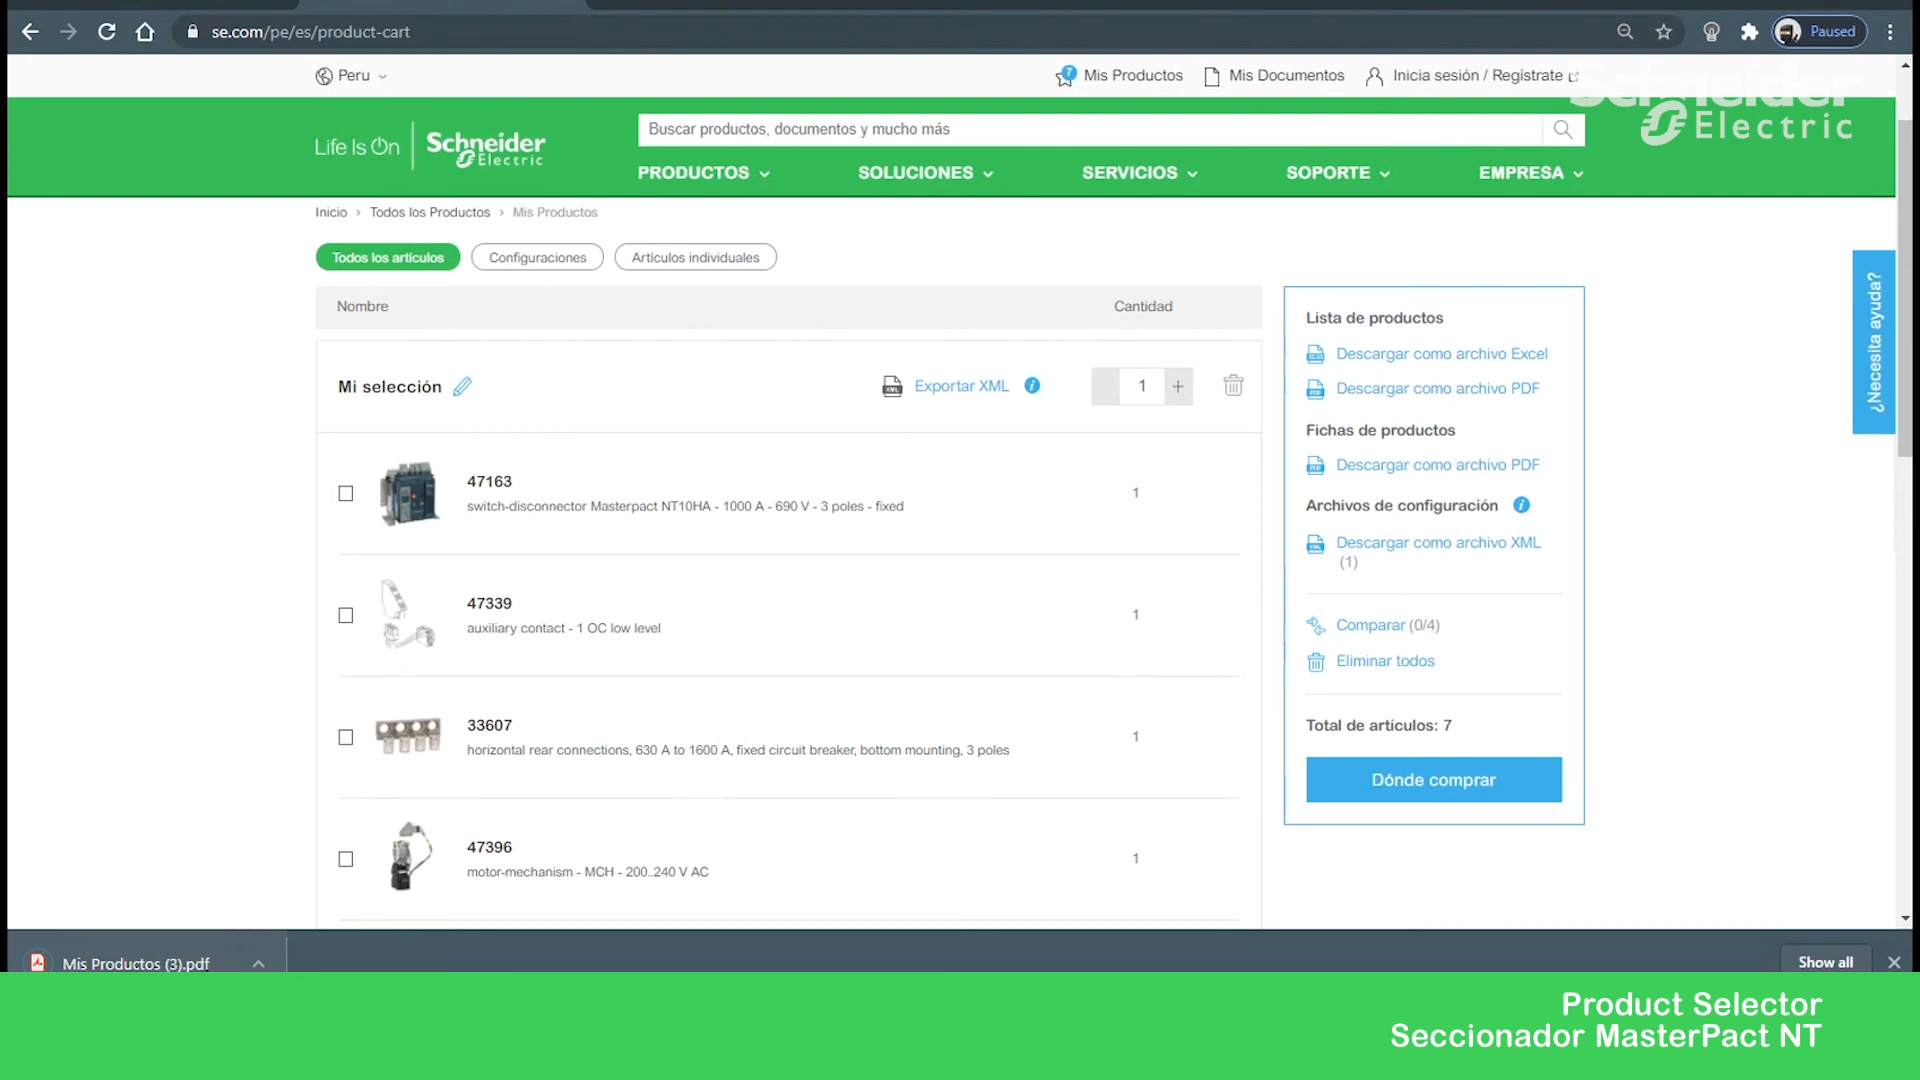 se.com/pe/es/product-cart
Paused
Peru
7
Mis Productos
Mis Documentos
Inicia sesión / Regístrate
Schneider
Electric
Life Is On
Schneider
Electric
Buscar productos, documentos y mucho más
PRODUCTOS
SOLUCIONES
SERVICIOS
SOPORTE
EMPRESA
Inicio › Todos los Productos › Mis Productos
Todos los artículos
Configuraciones
Artículos individuales
Nombre
Cantidad
Mi selección
Exportar XML
1 +
47163
switch-disconnector Masterpact NT10HA - 1000 A - 690 V - 3 poles - fixed
1
47339
auxiliary contact - 1 OC low level
1
33607
horizontal rear connections, 630 A to 1600 A, fixed circuit breaker, bottom mounting, 3 poles
1
47396
motor-mechanism - MCH - 200..240 V AC
1
Lista de productos
Descargar como archivo Excel
Descargar como archivo PDF
Fichas de productos
Descargar como archivo PDF
Archivos de configuración
Descargar como archivo XML
(1)
Comparar (0/4)
Eliminar todos
Total de artículos: 7
Dónde comprar
¿Necesita ayuda?
Mis Productos (3).pdf
Show all
Product Selector
Seccionador MasterPact NT